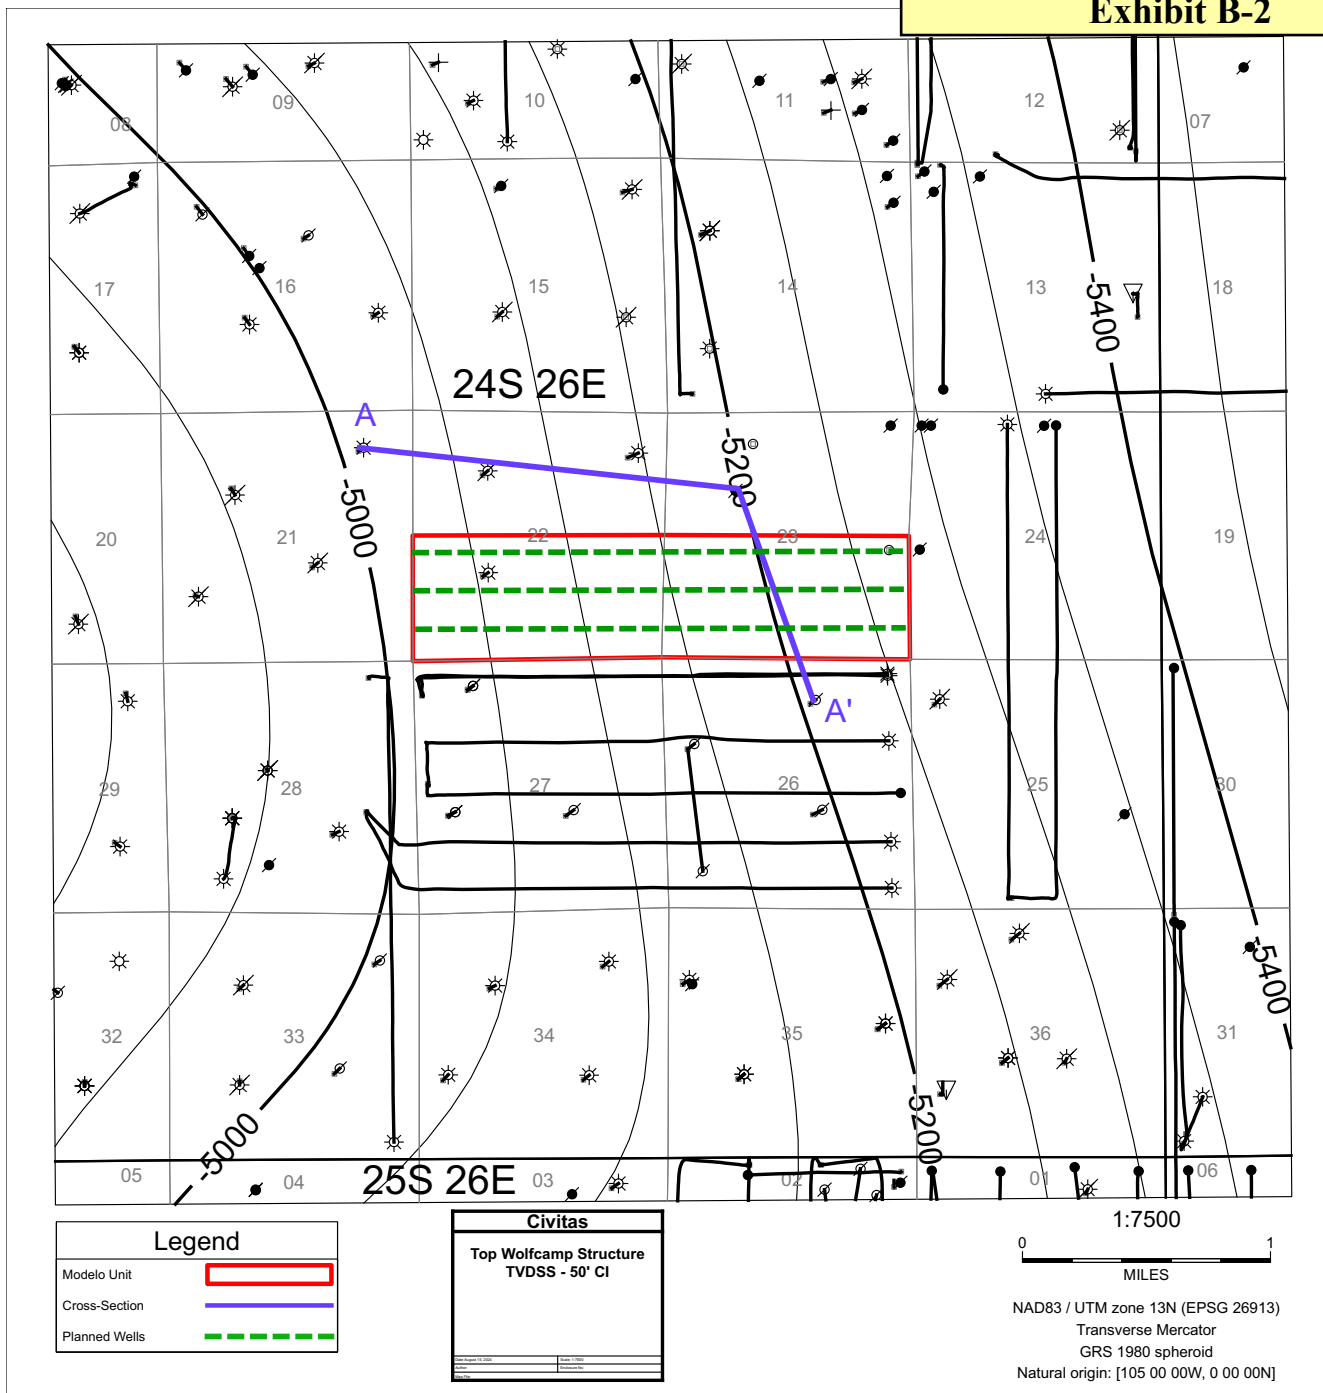 Exhibit B-2
09
10
11
12
07
08
17
16
15
14
13
18
-5400
24S 26E
A
-5200
-5000
20
21
22
23
24
19
A'
29
28
27
26
25
30
32
33
34
35
36
31
-5400
-5000
-5200
05
04
25S 26E
03
02
01
06
Legend
Modelo Unit
Cross-Section
Planned Wells
Civitas
Top Wolfcamp Structure
TVDSS - 50' CI
1:7500
0 1
MILES
NAD83 / UTM zone 13N (EPSG 26913)
Transverse Mercator
GRS 1980 spheroid
Natural origin: [105 00 00W, 0 00 00N]